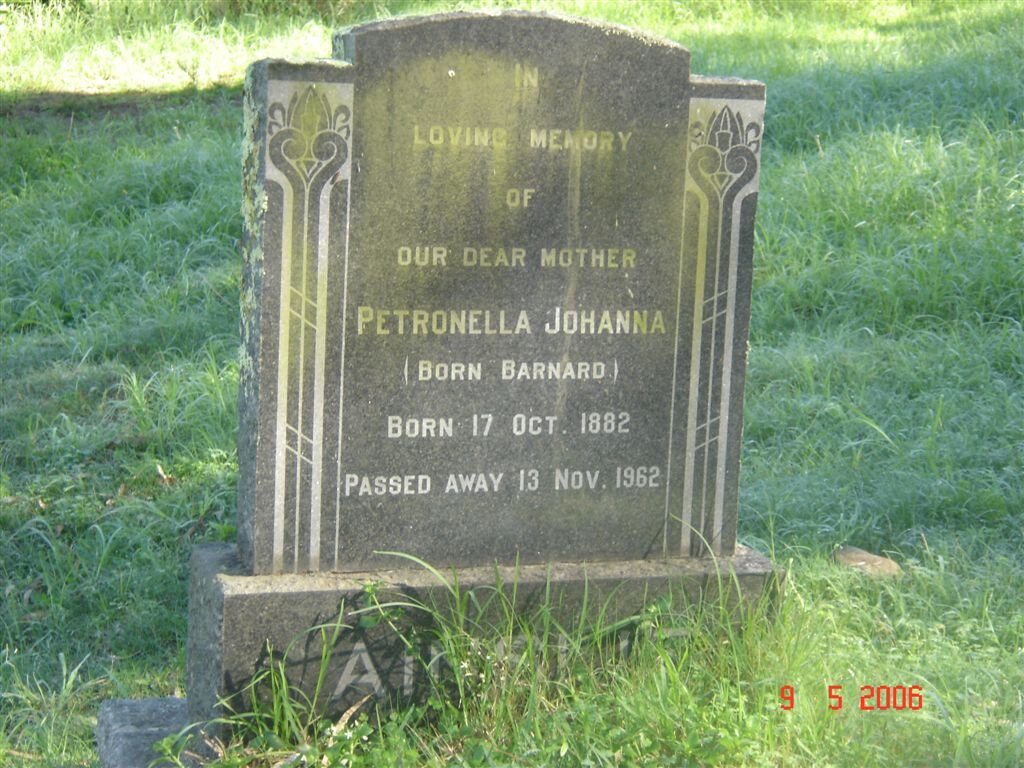 IN
LOVING MEMORY
OF
OUR DEAR MOTHER
PETRONELLA JOHANNA
(BORN BARNARD)
BORN 17 OCT. 1882
PASSED AWAY 13 NOV. 1962
9 5 2006